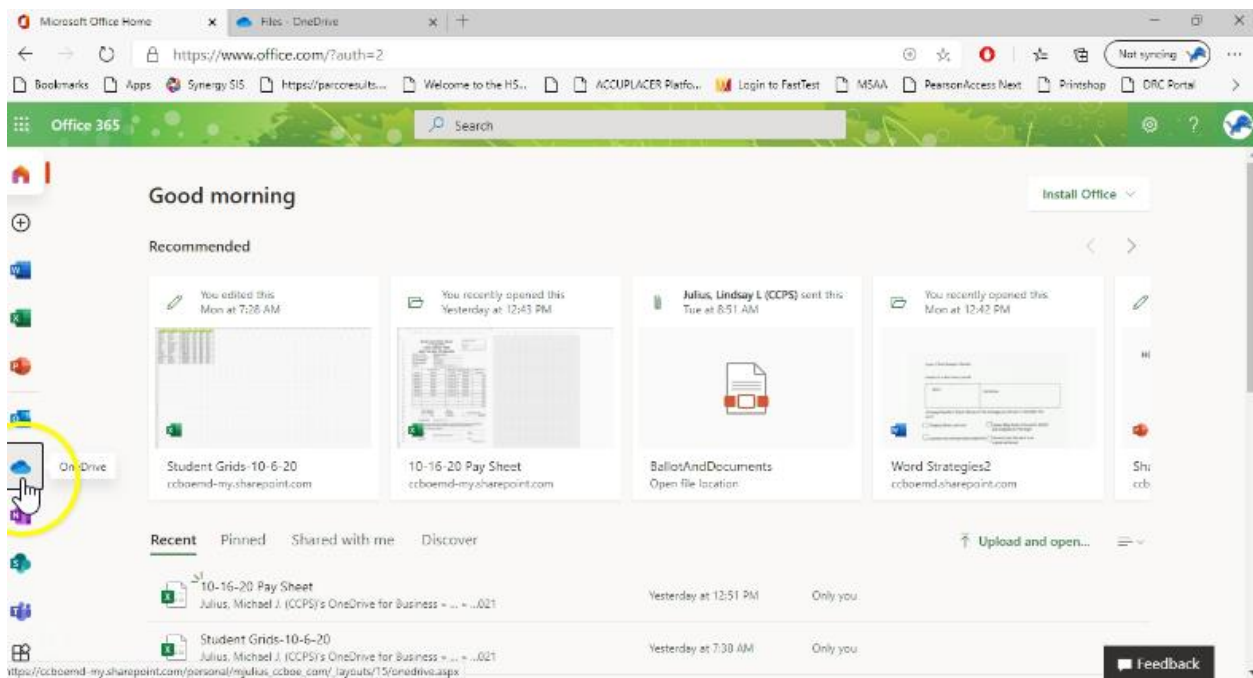 Microsoft Office Home
Files - OneDrive
https://www.office.com/?auth=2
Not syncing
Bookmarks
Apps
Synergy SIS
https://parccresults...
Welcome to the HS...
ACCUPLACER Platfo...
Login to FastTest
MSAA
PearsonAccess Next
Printshop
DRC Portal
Office 365
Search
Good morning
Install Office
Recommended
You edited this
Mon at 7:28 AM
You recently opened this
Yesterday at 12:43 PM
Julius, Lindsay L (CCPS) sent this
Tue at 8:51 AM
You recently opened this
Mon at 12:42 PM
OneDrive
Student Grids-10-6-20
ccboemd-my.sharepoint.com
10-16-20 Pay Sheet
ccboemd-my.sharepoint.com
BallotAndDocuments
Open file location
Word Strategies2
ccboemd.sharepoint.com
Sha
ccb
Recent
Pinned
Shared with me
Discover
Upload and open...
10-16-20 Pay Sheet
Julius, Michael J. (CCPS)'s OneDrive for Business » ... » ...021
Yesterday at 12:51 PM
Only you
Student Grids-10-6-20
Julius, Michael J. (CCPS)'s OneDrive for Business » ... » ...021
Yesterday at 7:38 AM
Only you
https://ccboemd-my.sharepoint.com/personal/mjulius_ccboe_com/_layouts/15/onedrive.aspx
Feedback